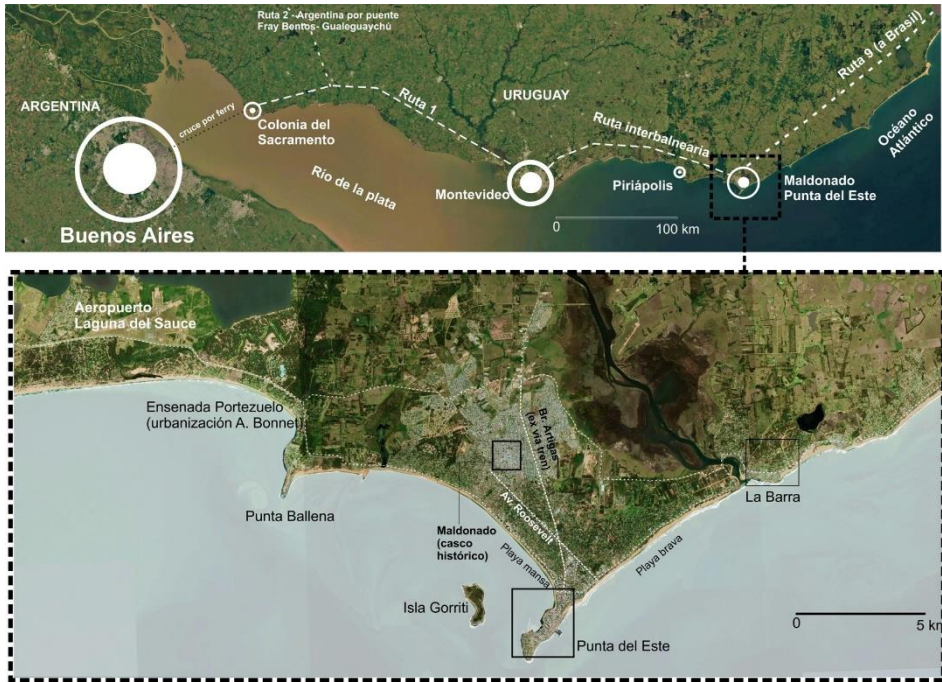 Ruta 2 - Argentina por puente
Fray Bentos- Gualeguaychú
Ruta 9 (a Brasil)
ARGENTINA
cruce por ferry
Ruta 1
URUGUAY
Colonia del
Sacramento
Ruta interbalneária
Océano
Atlántico
Río de la plata
Montevideo
Piriápolis
Maldonado
Punta del Este
Buenos Aires
0
100 km
Aeropuerto
Laguna del Sauce
Ensenada Portezuelo
(urbanización A. Bonnet)
Br. Artigas
(ex via tren)
La Barra
Punta Ballena
Av. Roosevelt
Maldonado
(casco
histórico)
Playa mansa
Playa brava
Isla Gorriti
Punta del Este
0
5 km